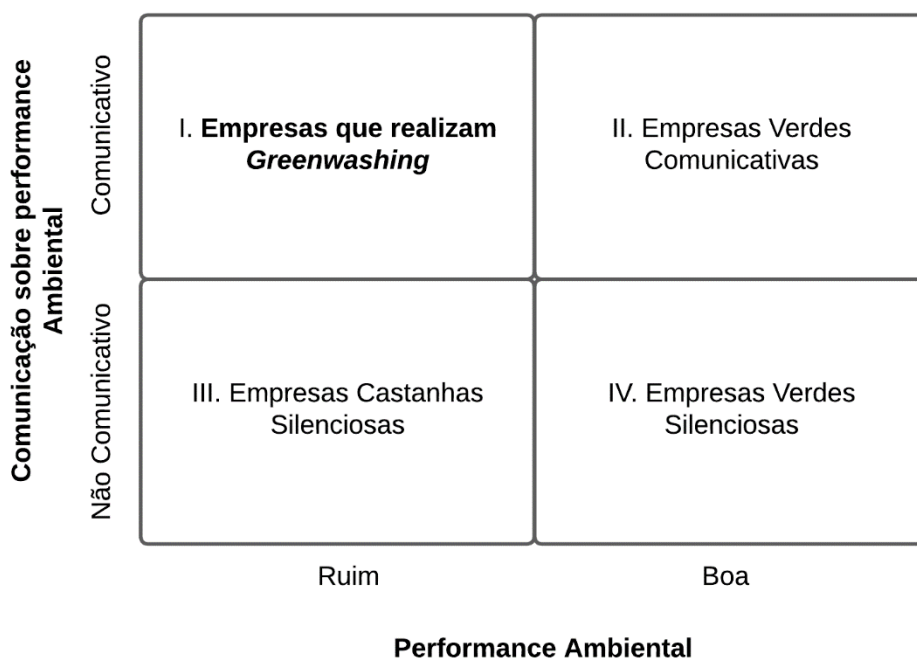 Comunicação sobre performance
Ambiental
Comunicativo
Não Comunicativo
I. Empresas que realizam
Greenwashing
II. Empresas Verdes
Comunicativas
III. Empresas Castanhas
Silenciosas
IV. Empresas Verdes
Silenciosas
Ruim
Boa
Performance Ambiental